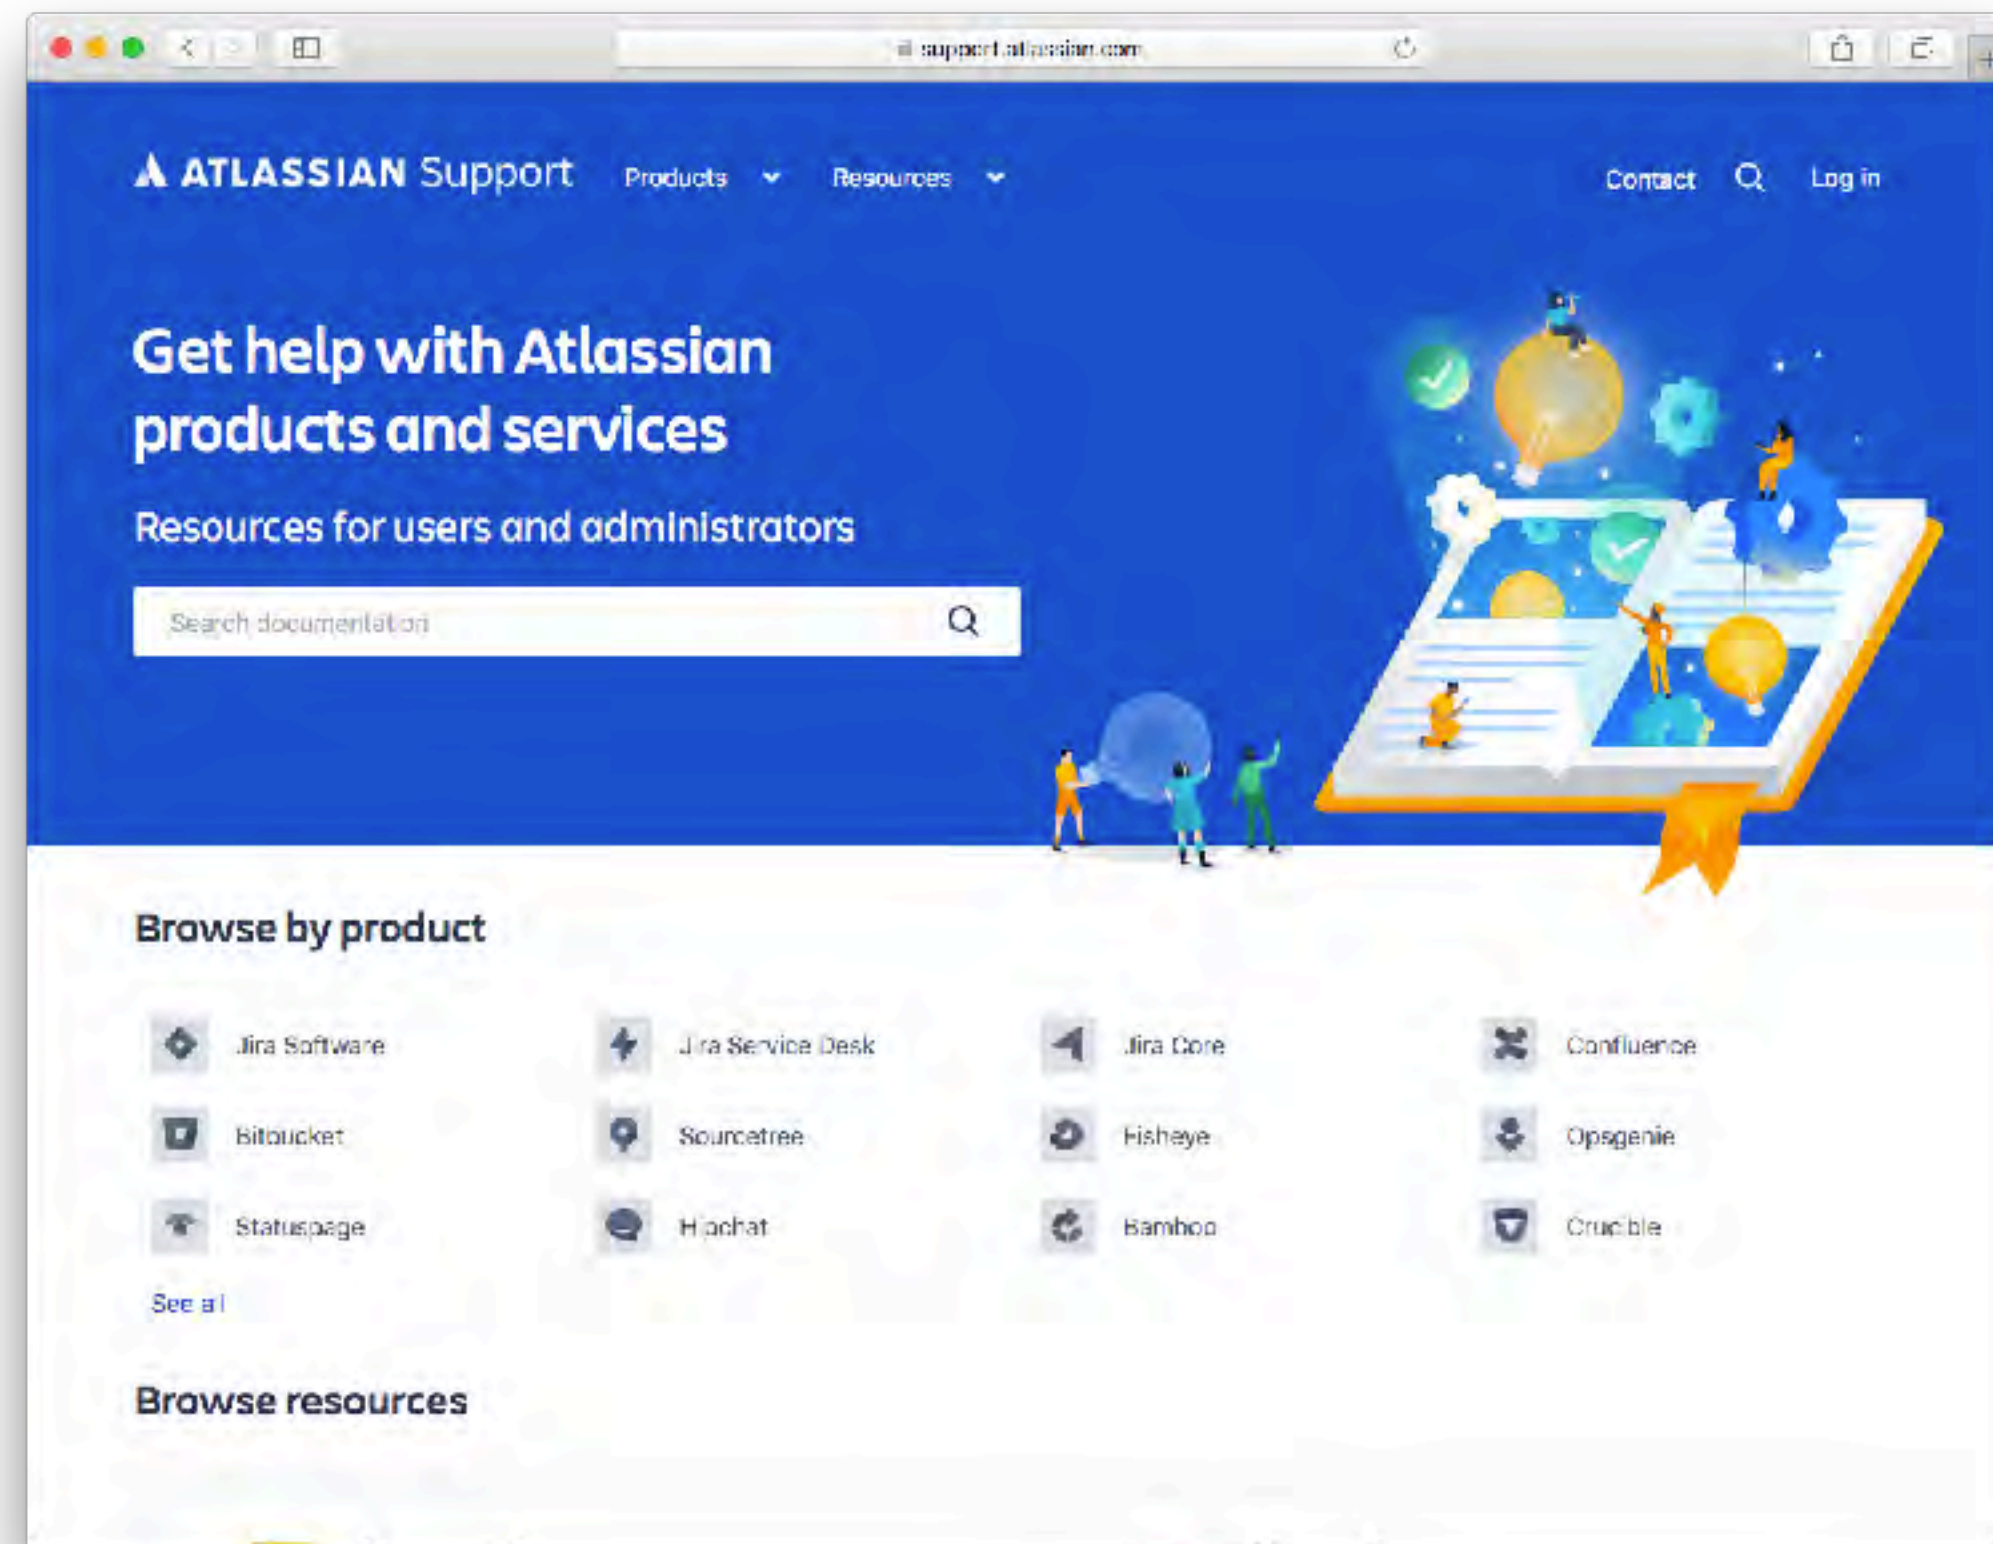 support.atlassian.com
ATLASSIAN Support Products Resources Contact Log in
Get help with Atlassian
products and services
Resources for users and administrators
Search documentation
Browse by product
Jira Software Jira Service Desk Jira Core Confluence
Bitbucket Sourcetree Fisheye Opsgenie
Statuspage Hipchat Bamboo Crucible
See all
Browse resources